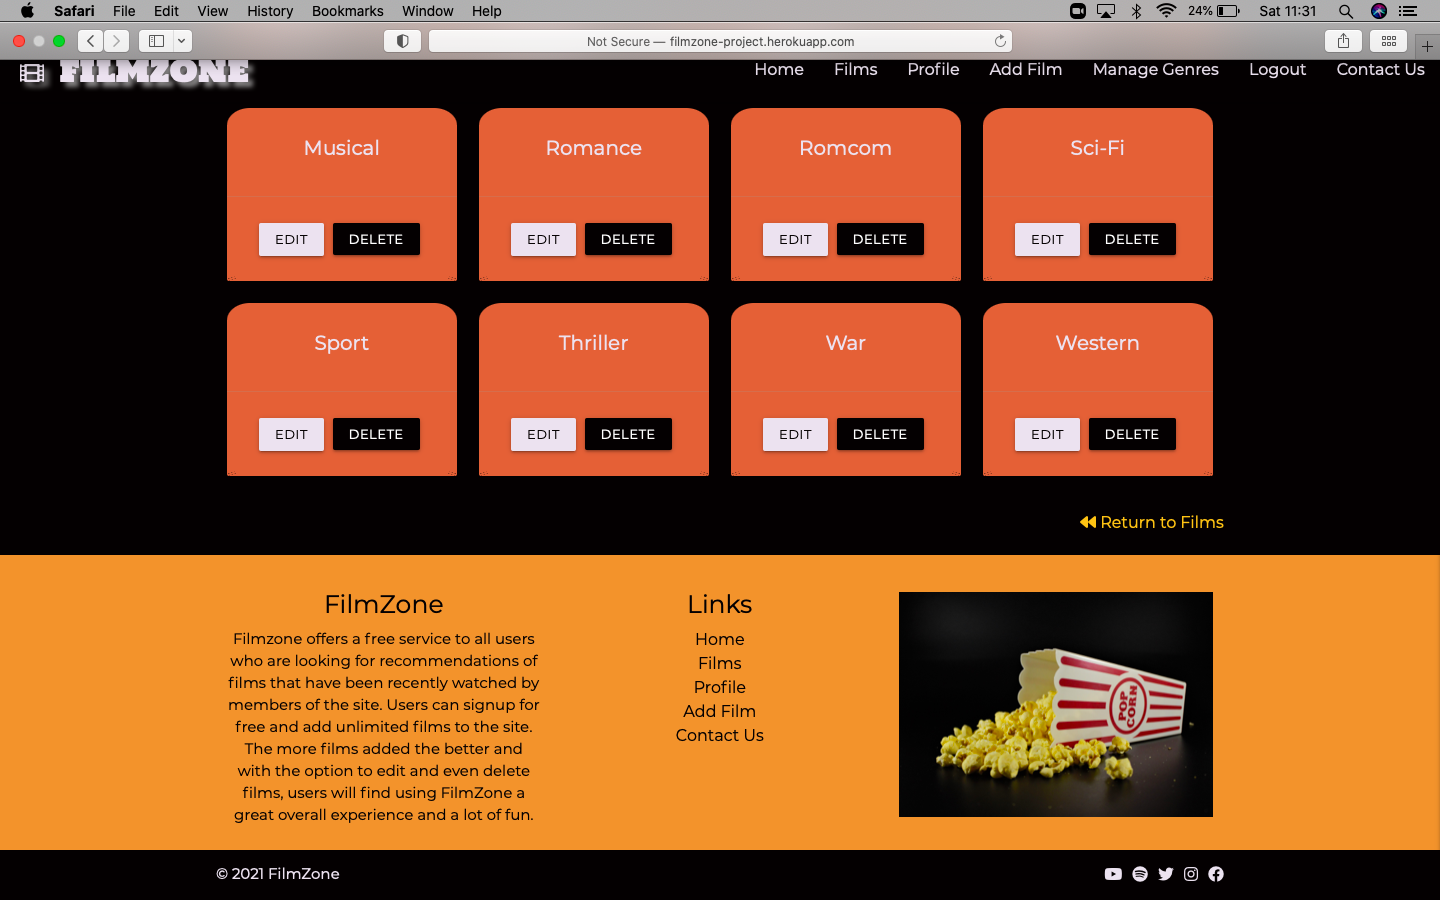 Safari File Edit View History Bookmarks Window Help 24% Sat 11:31
Not Secure — filmzone-project.herokuapp.com
FILMZONE Home Films Profile Add Film Manage Genres Logout Contact Us
Musical Romance Romcom Sci-Fi
EDIT DELETE EDIT DELETE EDIT DELETE EDIT DELETE
Sport Thriller War Western
EDIT DELETE EDIT DELETE EDIT DELETE EDIT DELETE
Return to Films
FilmZone
Filmzone offers a free service to all users
who are looking for recommendations of
films that have been recently watched by
members of the site. Users can signup for
free and add unlimited films to the site.
The more films added the better and
with the option to edit and even delete
films, users will find using FilmZone a
great overall experience and a lot of fun.
Links
Home
Films
Profile
Add Film
Contact Us
POP
CORN
© 2021 FilmZone